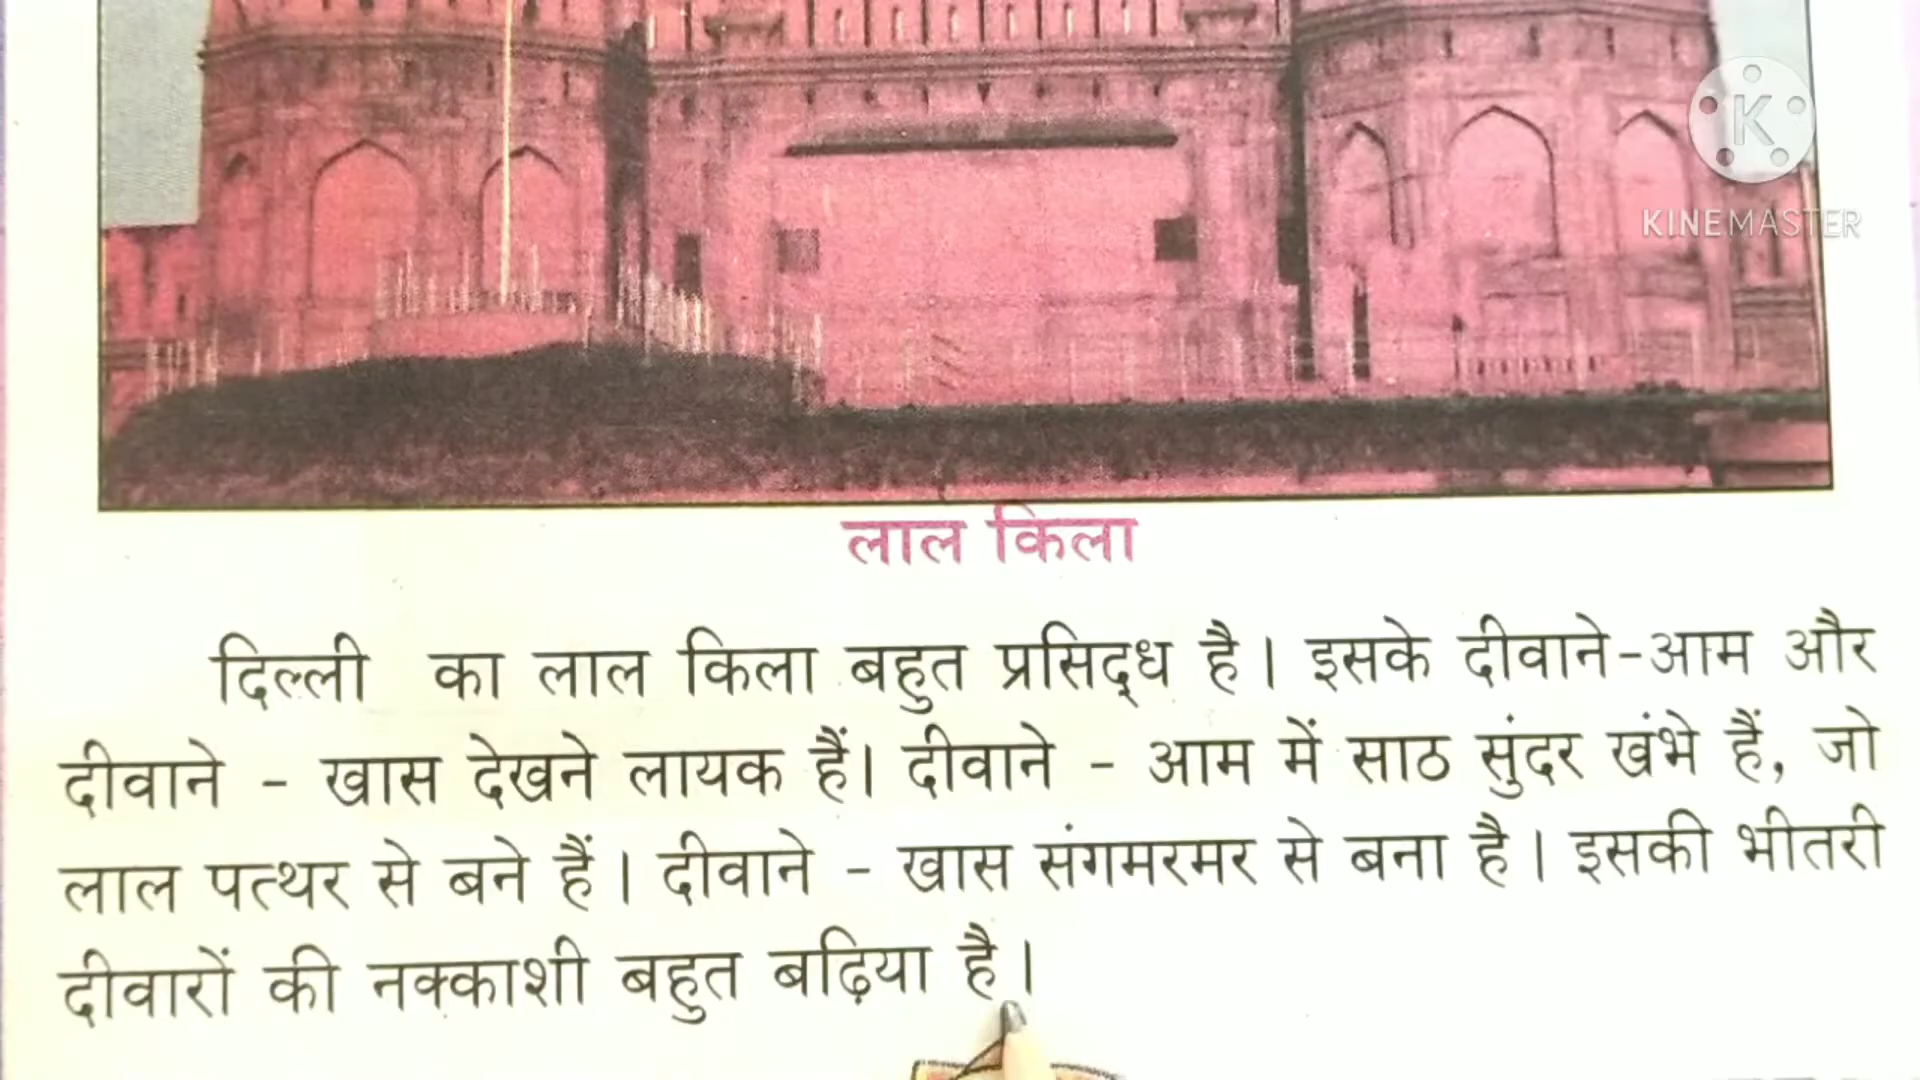 K
KINEMASTER
लाल किला
दिल्ली का लाल किला बहुत प्रसिद्ध है। इसके दीवाने-आम और
दीवाने - खास देखने लायक हैं। दीवाने - आम में साठ सुंदर खंभे हैं, जो
लाल पत्थर से बने हैं। दीवाने - खास संगमरमर से बना है। इसकी भीतरी
दीवारों की नक्काशी बहुत बढ़िया है।